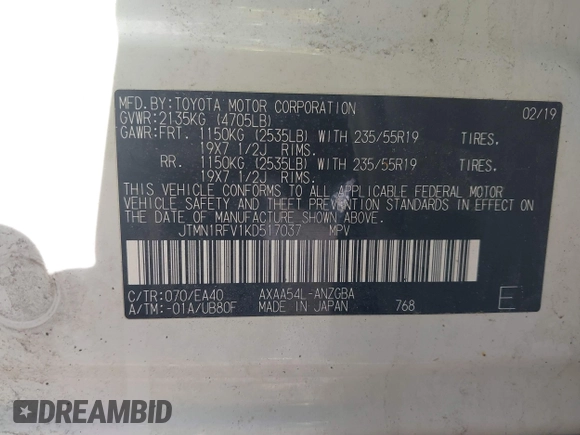 MFD.BY:TOYOTA MOTOR CORPORATION 02/19
GVWR:2135KG (4705LB)
GAWR:FRT. 1150KG (2535LB) WITH 235/55R19 TIRES.
19X7 1/2J RIMS.
RR. 1150KG (2535LB) WITH 235/55R19 TIRES.
19X7 1/2J RIMS.
THIS VEHICLE CONFORMS TO ALL APPLICABLE FEDERAL MOTOR
VEHICLE SAFETY AND THEFT PREVENTION STANDARDS IN
EFFECT ON THE DATE OF MANUFACTURE SHOWN ABOVE.
JTMN1RFV1KD517037 MPV
C/TR:070/EA40 AXAA54L-ANZGBA
A/TM:-01A/UB80F MADE IN JAPAN 768 E
DREAMBID